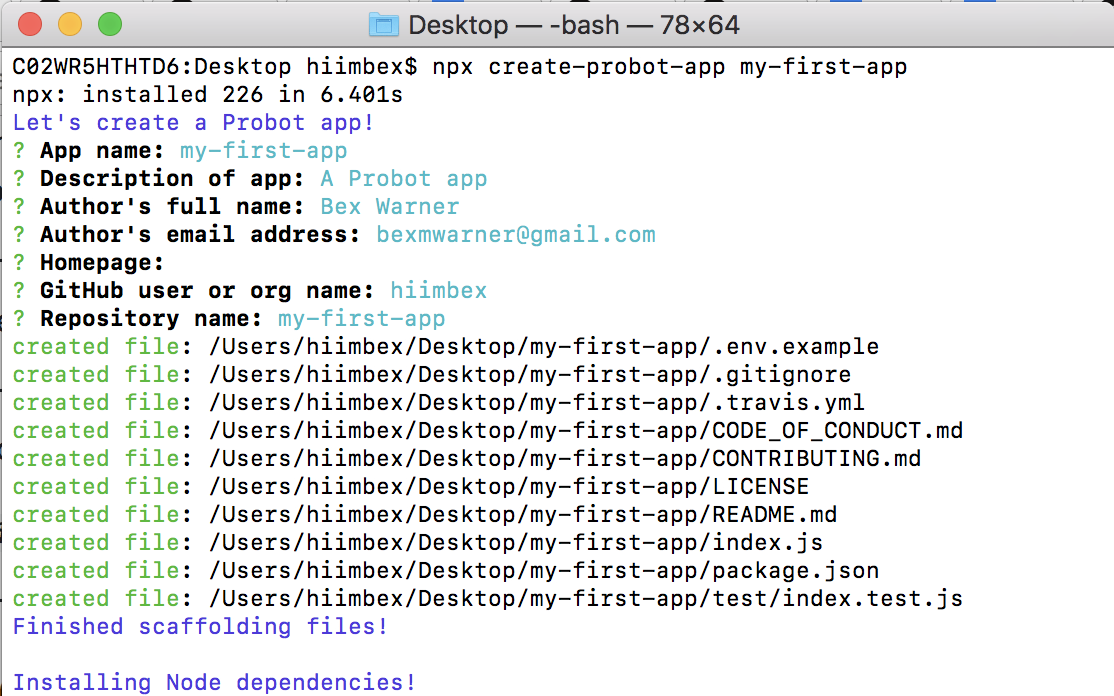 Desktop — -bash — 78×64
C02WR5HTHTD6:Desktop hiimbex$ npx create-probot-app my-first-app
npx: installed 226 in 6.401s
Let's create a Probot app!
? App name: my-first-app
? Description of app: A Probot app
? Author's full name: Bex Warner
? Author's email address: bexmwarner@gmail.com
? Homepage:
? GitHub user or org name: hiimbex
? Repository name: my-first-app
created file: /Users/hiimbex/Desktop/my-first-app/.env.example
created file: /Users/hiimbex/Desktop/my-first-app/.gitignore
created file: /Users/hiimbex/Desktop/my-first-app/.travis.yml
created file: /Users/hiimbex/Desktop/my-first-app/CODE_OF_CONDUCT.md
created file: /Users/hiimbex/Desktop/my-first-app/CONTRIBUTING.md
created file: /Users/hiimbex/Desktop/my-first-app/LICENSE
created file: /Users/hiimbex/Desktop/my-first-app/README.md
created file: /Users/hiimbex/Desktop/my-first-app/index.js
created file: /Users/hiimbex/Desktop/my-first-app/package.json
created file: /Users/hiimbex/Desktop/my-first-app/test/index.test.js
Finished scaffolding files!
Installing Node dependencies!